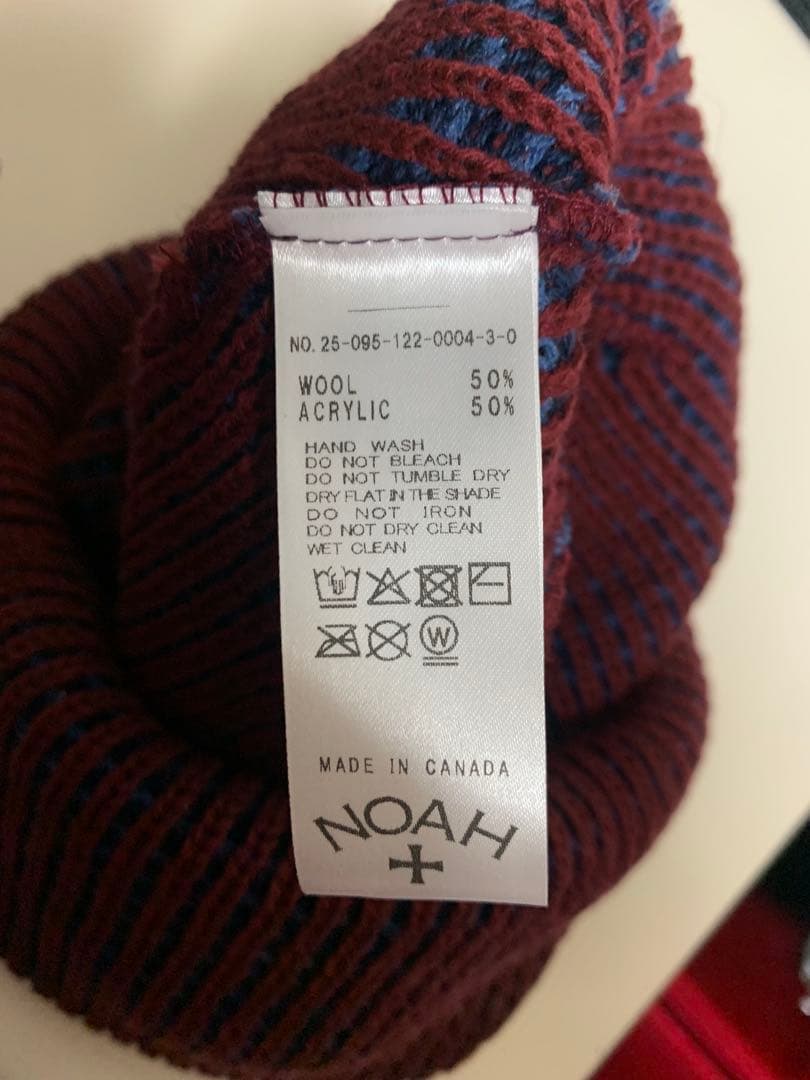 NO. 25-095-122-0004-3-0
WOOL 50%
ACRYLIC 50%
HAND WASH
DO NOT BLEACH
DO NOT TUMBLE DRY
DRY FLAT IN THE SHADE
DO NOT IRON
DO NOT DRY CLEAN
WET CLEAN
W
MADE IN CANADA
NOAH